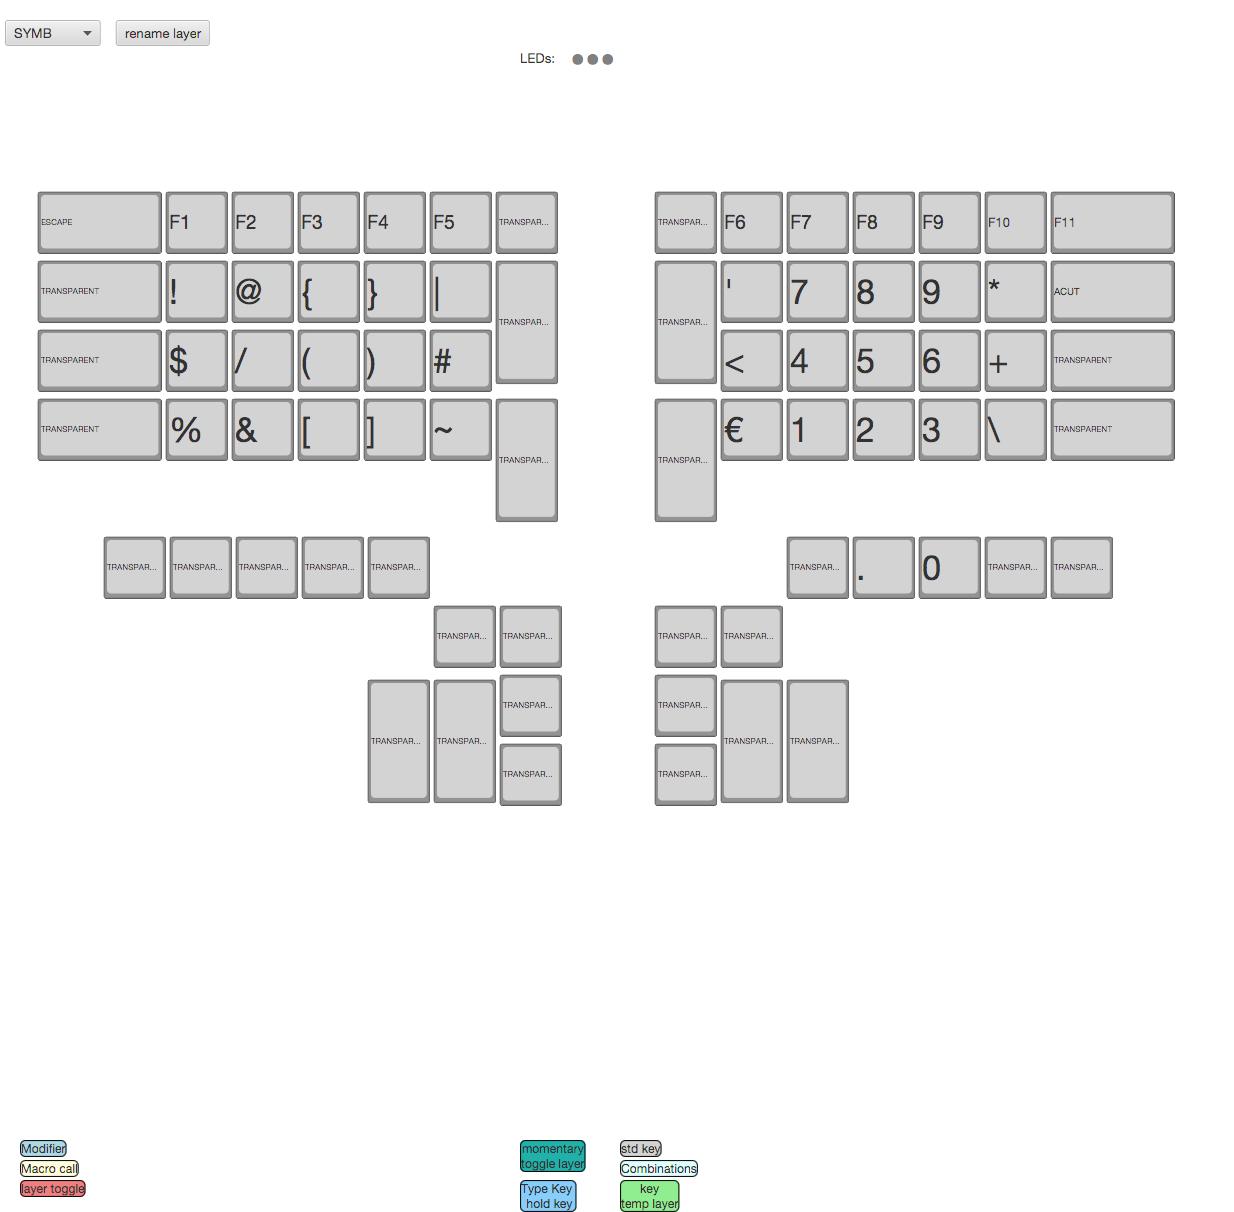 SYMB rename layer
LEDs:
ESCAPE F1 F2 F3 F4 F5 TRANSPAR... TRANSPAR... F6 F7 F8 F9 F10 F11
TRANSPARENT ! @ { } | TRANSPAR... TRANSPAR... ' 7 8 9 * ACUT
TRANSPARENT $ / ( ) # < 4 5 6 + TRANSPARENT
TRANSPARENT % & [ ] ~ TRANSPAR... TRANSPAR... € 1 2 3 \ TRANSPARENT
TRANSPAR... TRANSPAR... TRANSPAR... TRANSPAR... TRANSPAR... TRANSPAR... . 0 TRANSPAR... TRANSPAR...
TRANSPAR... TRANSPAR... TRANSPAR... TRANSPAR...
TRANSPAR... TRANSPAR...
TRANSPAR... TRANSPAR... TRANSPAR... TRANSPAR...
TRANSPAR... TRANSPAR...
Modifier
Macro call
layer toggle
momentary
toggle layer
Type Key
hold key
std key
Combinations
key
temp layer